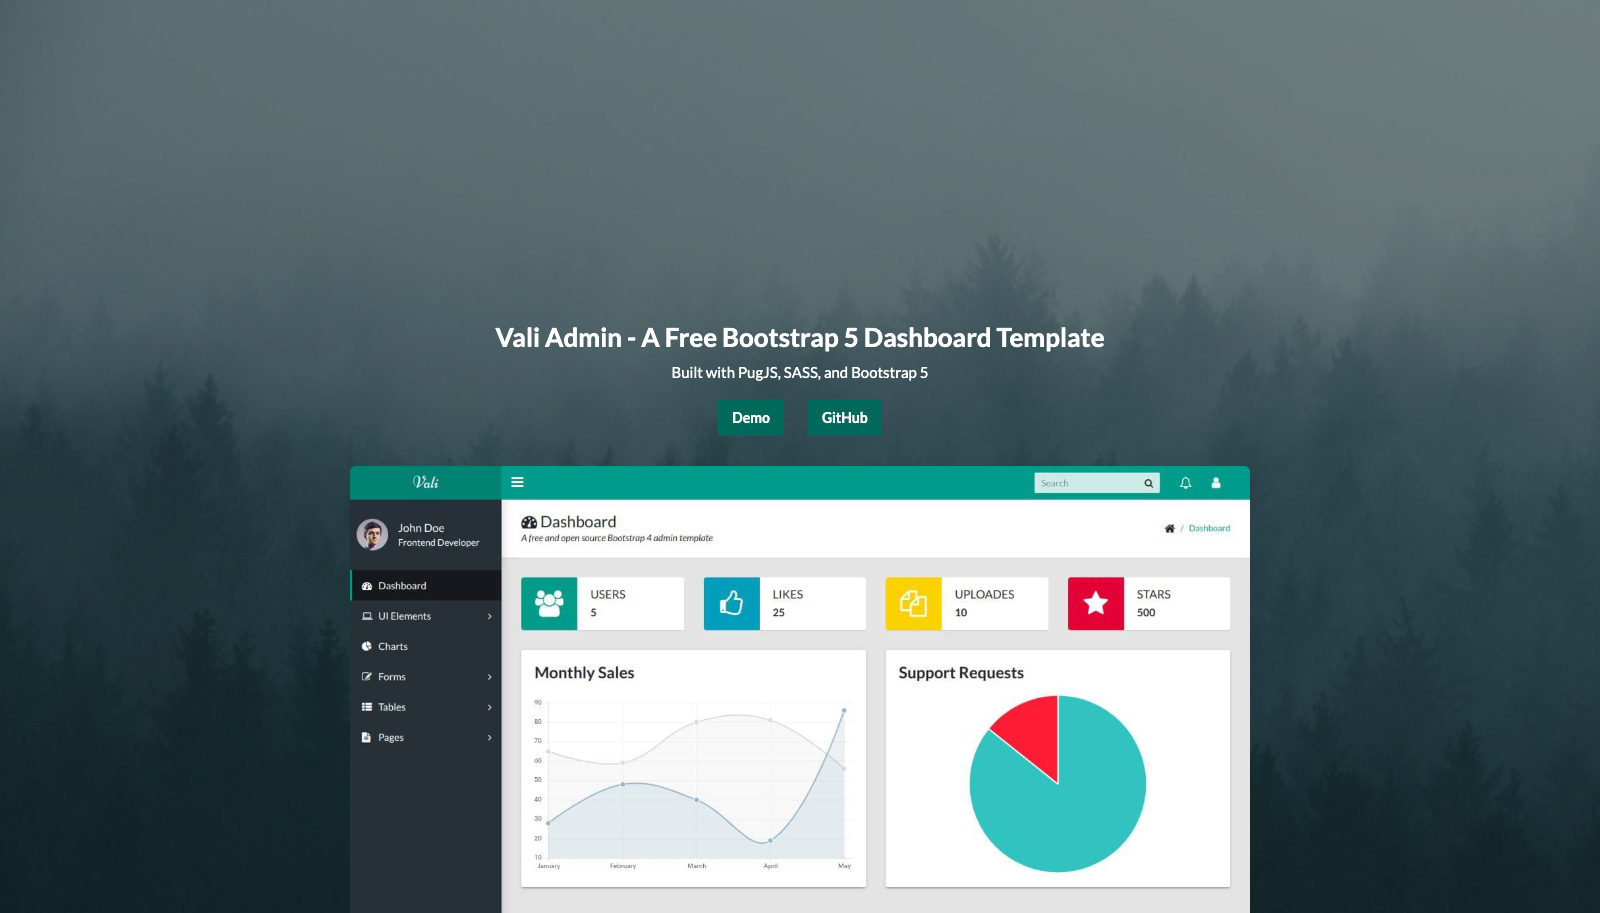 Vali Admin - A Free Bootstrap 5 Dashboard Template
Built with PugJS, SASS, and Bootstrap 5
Demo
GitHub
Vali
Search
John Doe
Frontend Developer
Dashboard
UI Elements
Charts
Forms
Tables
Pages
Dashboard
A free and open source Bootstrap 4 admin template
/ Dashboard
USERS
5
LIKES
25
UPLOADES
10
STARS
500
Monthly Sales
90
80
70
60
50
40
30
20
10
January
February
March
April
May
Support Requests